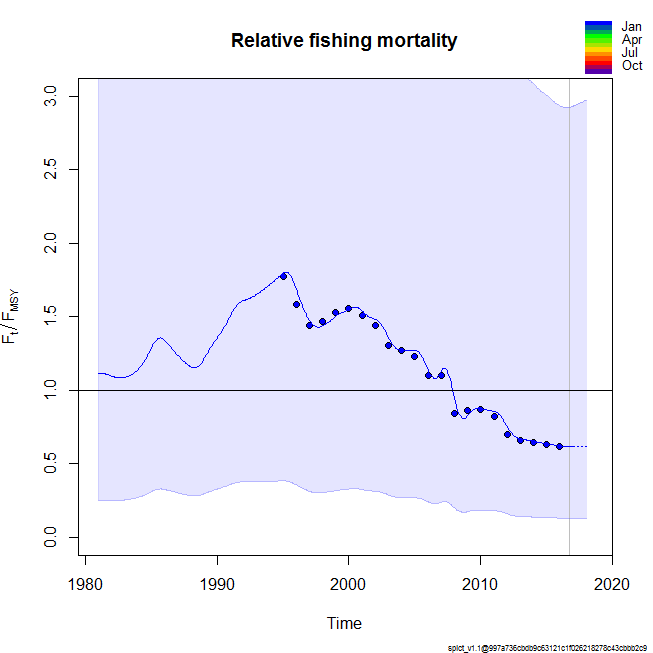 Relative fishing mortality
Jan
Apr
Jul
Oct
3.0
2.5
2.0
1.5
1.0
0.5
0.0
Ft / FMSY
1980
1990
2000
2010
2020
Time
spict_v1.1@997a736cbdb9c63121c1f026218278c43cbbb2c9